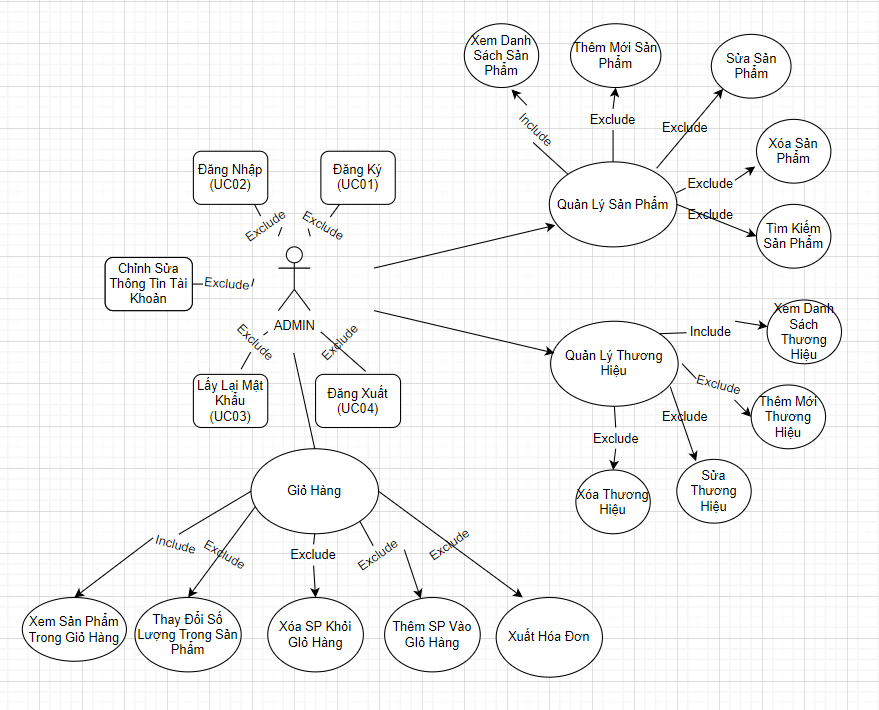 Xem Danh
Sách Sản
Phẩm
Thêm Mới Sản
Phẩm
Sửa Sản
Phẩm
Include
Exclude
Exclude
Xóa Sản
Phẩm
Đăng Nhập
(UC02)
Đăng Ký
(UC01)
Exclude
Quản Lý Sản Phẩm
Exclude
Tìm Kiếm
Sản Phẩm
Exclude
Exclude
Chỉnh Sửa
Thông Tin Tài
Khoản
Exclude
ADMIN
Exclude
Exclude
Xem Danh
Sách
Thương
Hiệu
Include
Quản Lý Thương
Hiệu
Exclude
Thêm Mới
Thương
Hiệu
Lấy Lại Mật
Khẩu
(UC03)
Đăng Xuất
(UC04)
Exclude
Exclude
Xóa Thương
Hiệu
Sửa
Thương
Hiệu
Giỏ Hàng
Include
Exclude
Exclude
Exclude
Exclude
Xem Sản Phẩm
Trong Giỏ Hàng
Thay Đổi Số
Lượng Trong Sản
Phẩm
Xóa SP Khỏi
GIỏ Hàng
Thêm SP Vào
GIỏ Hàng
Xuất Hóa Đơn